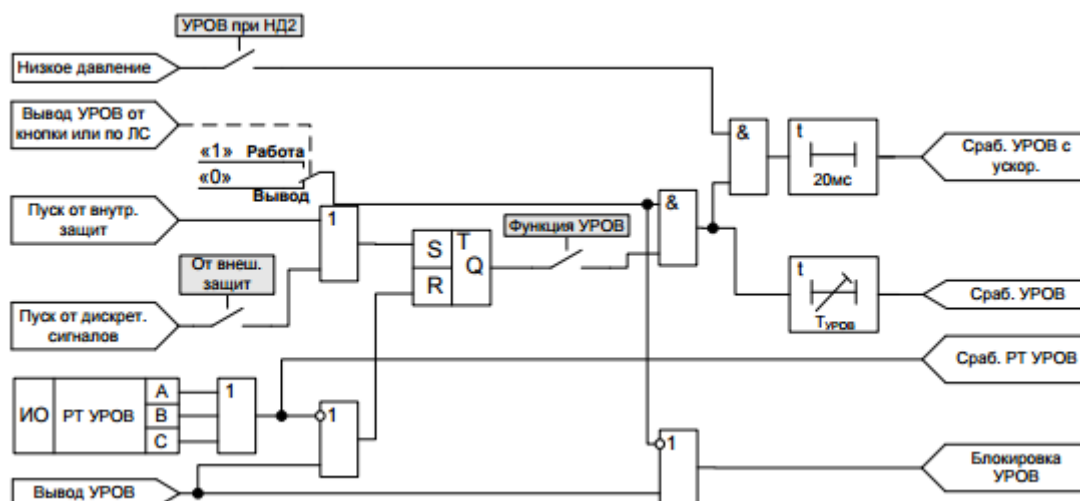 УРОВ при НД2
Низкое давление
Вывод УРОВ от
кнопки или по ЛС
«1» Работа
«0»
Вывод
&
t
20мс
Сраб. УРОВ с
ускор.
Пуск от внутр.
защит
1
&
Функция УРОВ
S T
Q
R
От внеш.
защит
Пуск от дискрет.
сигналов
t
TУРОВ
Сраб. УРОВ
Сраб. РТ УРОВ
ИО РТ УРОВ A
B
C
1
1
1
Блокировка
УРОВ
Вывод УРОВ